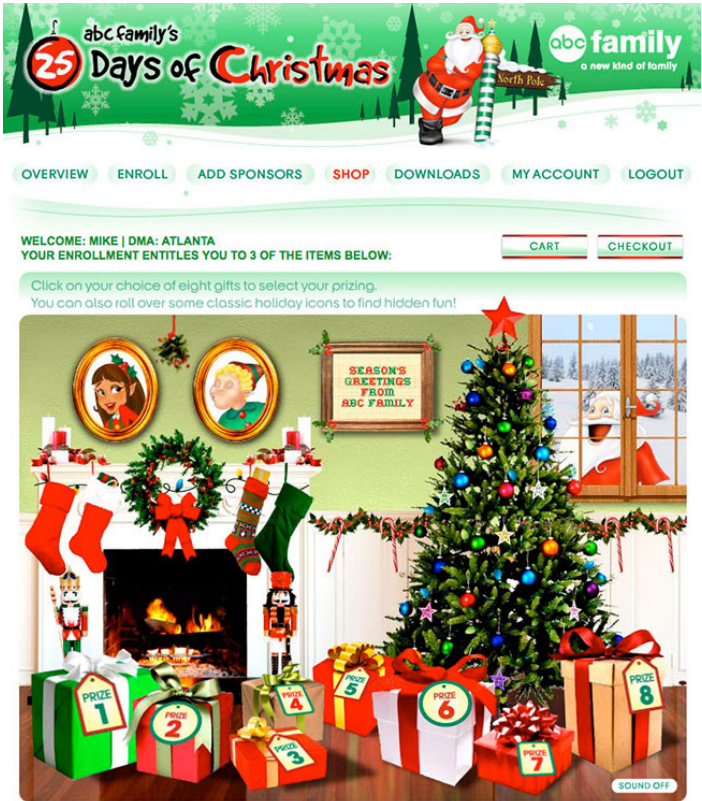 abc family's
25 Days of Christmas
North Pole
abc family
a new kind of family
OVERVIEW ENROLL ADD SPONSORS SHOP DOWNLOADS MY ACCOUNT LOGOUT
WELCOME: MIKE | DMA: ATLANTA
YOUR ENROLLMENT ENTITLES YOU TO 3 OF THE ITEMS BELOW:
CART CHECKOUT
Click on your choice of eight gifts to select your prizing.
You can also roll over some classic holiday icons to find hidden fun!
SEASON'S
GREETINGS
FROM
ABC FAMILY
PRIZE
1
PRIZE
2
PRIZE
3
PRIZE
4
PRIZE
5
PRIZE
6
PRIZE
7
PRIZE
8
SOUND OFF